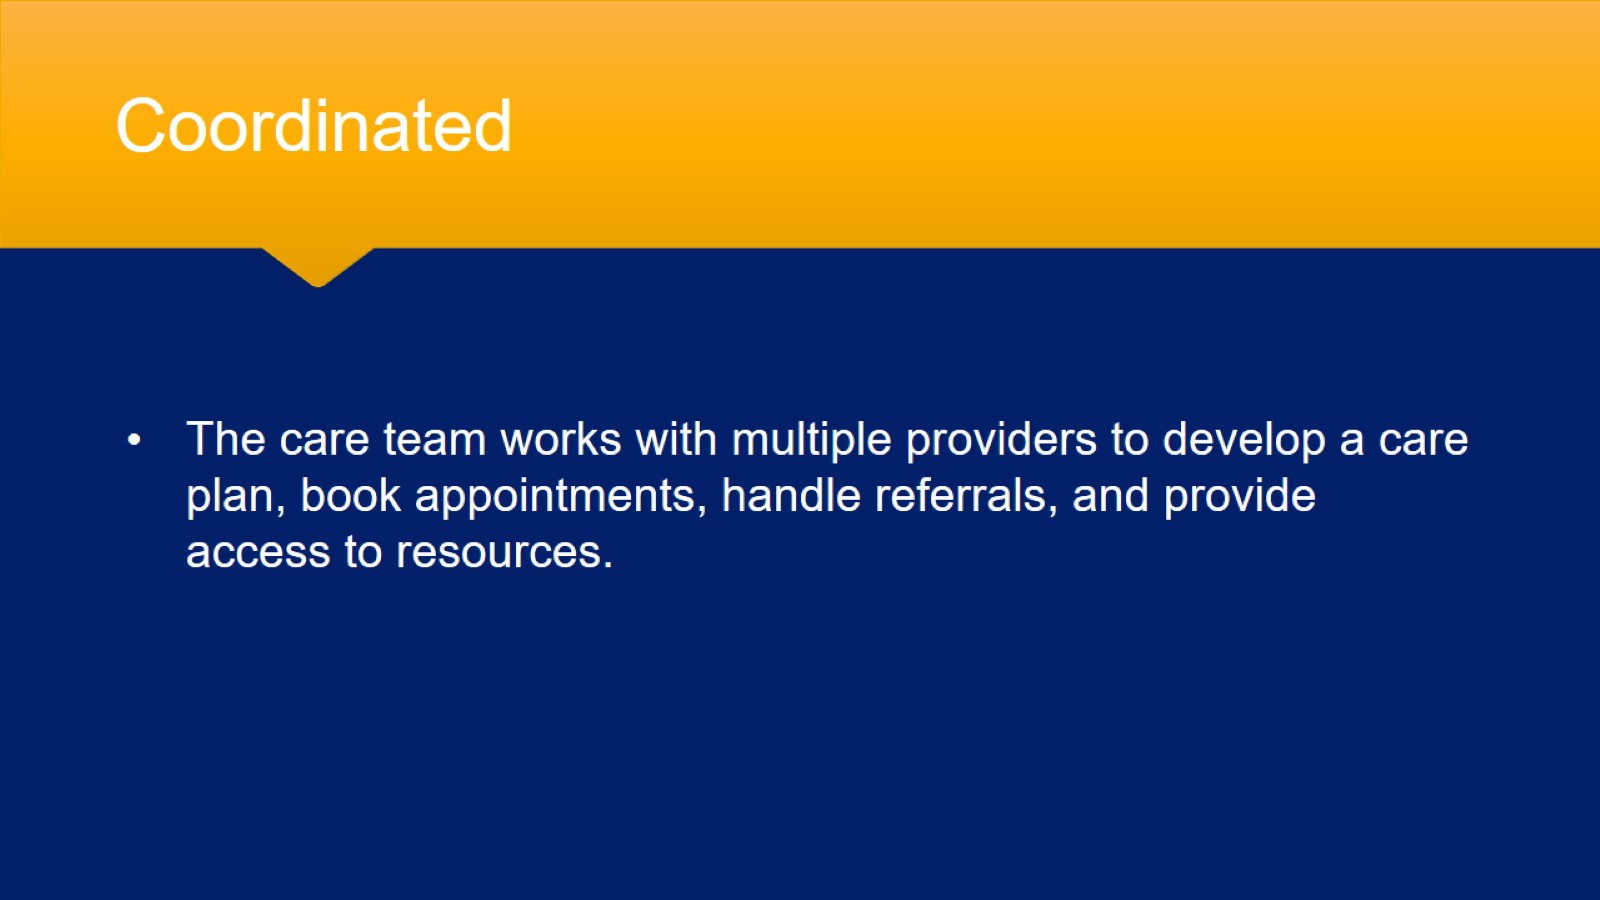 Coordinated
• The care team works with multiple providers to develop a care
plan, book appointments, handle referrals, and provide
access to resources.